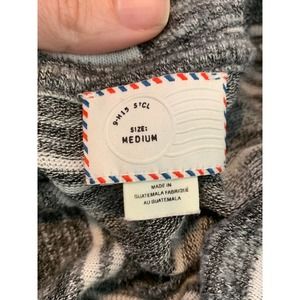 9-H15 STCL
SIZE:
MEDIUM
MADE IN
GUATEMALA FABRIQUÉ
AU GUATEMALA